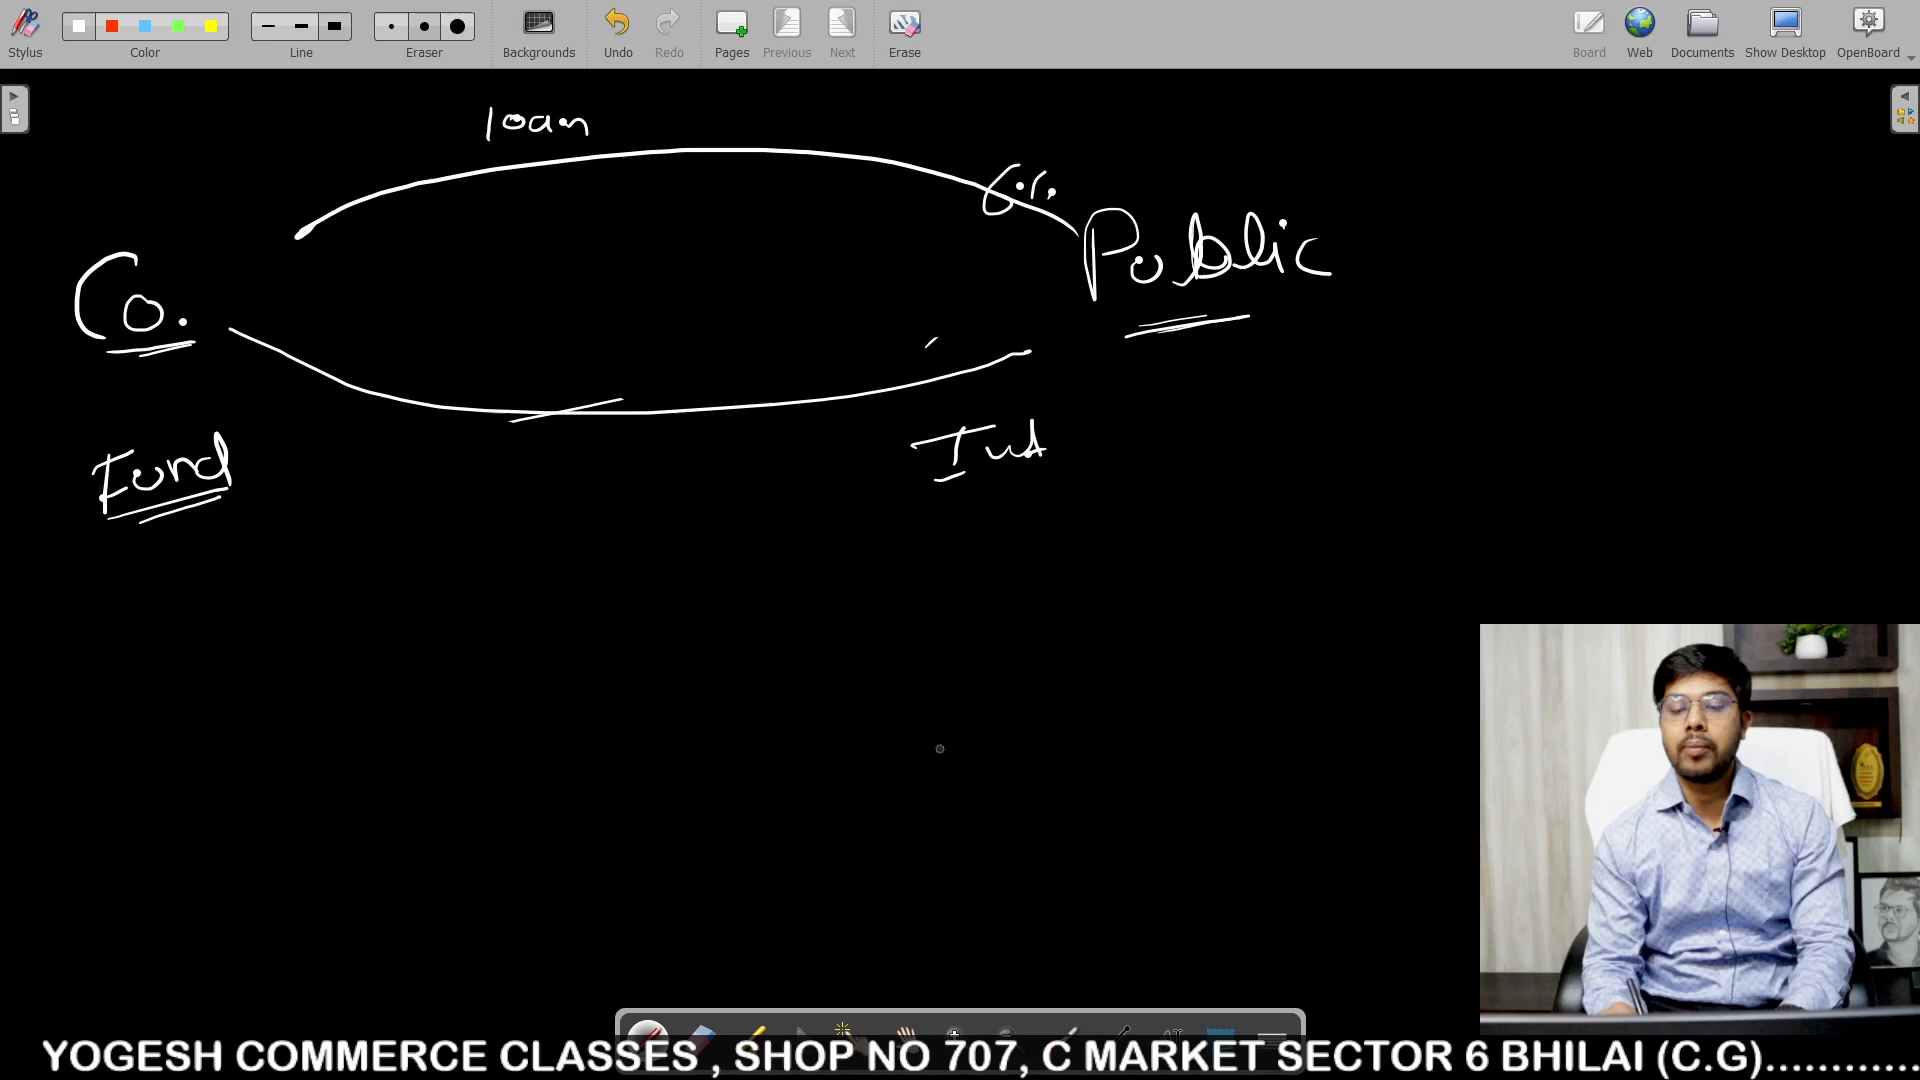 Stylus Color Line Eraser Backgrounds Undo Redo Pages Previous Next Erase Board Web Documents Show Desktop OpenBoard
loan
6%
Public
Co.
Int
Fund
YOGESH COMMERCE CLASSES , SHOP NO 707, C MARKET SECTOR 6 BHILAI (C.G)............